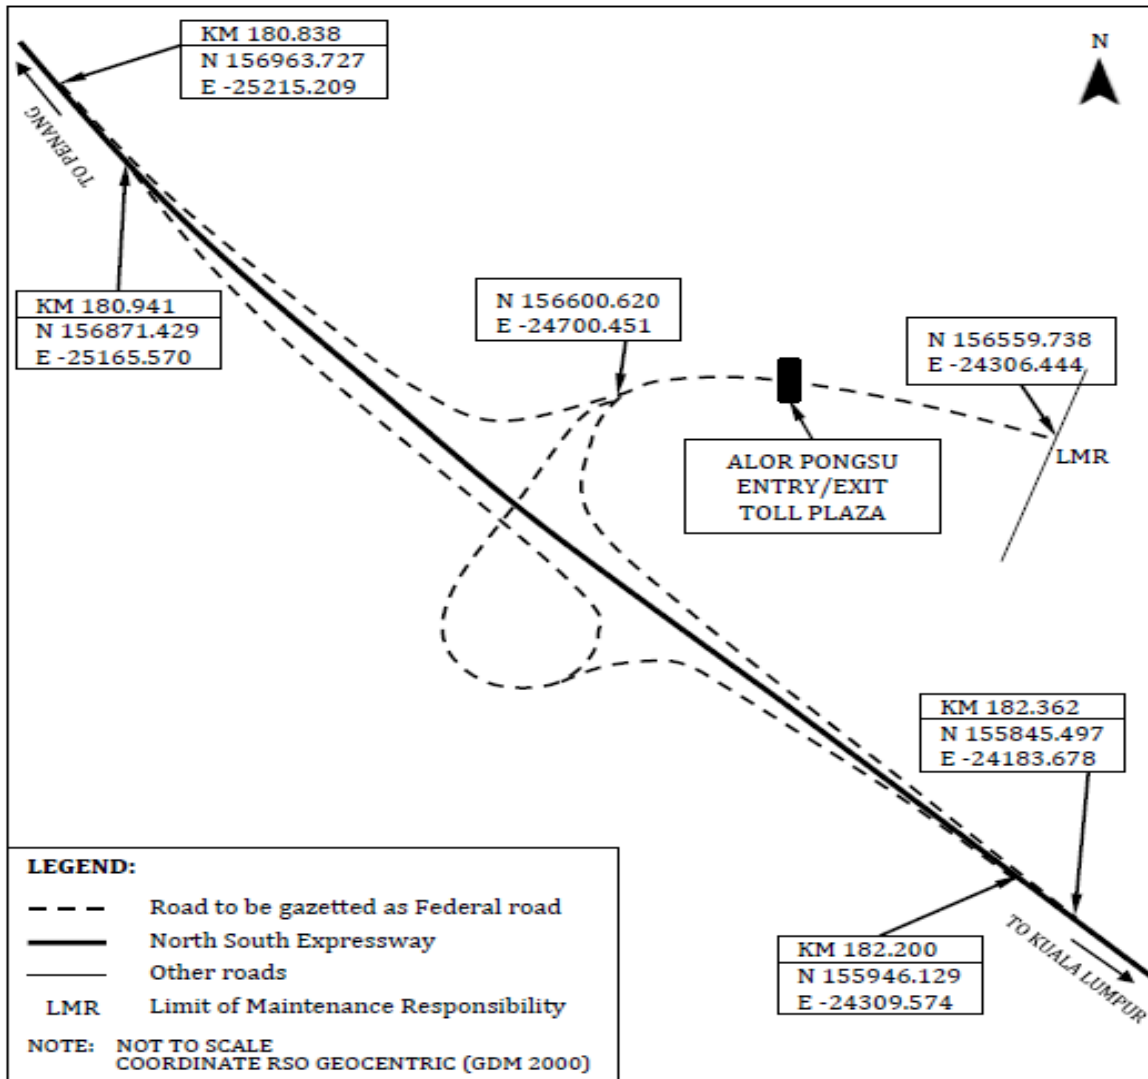 KM 180.838
N 156963.727
E -25215.209
N
TO PENANG
KM 180.941
N 156871.429
E -25165.570
N 156600.620
E -24700.451
N 156559.738
E -24306.444
LMR
ALOR PONGSU
ENTRY/EXIT
TOLL PLAZA
KM 182.362
N 155845.497
E -24183.678
KM 182.200
N 155946.129
E -24309.574
TO KUALA LUMPUR
LEGEND:
Road to be gazetted as Federal road
North South Expressway
Other roads
LMR Limit of Maintenance Responsibility
NOTE: NOT TO SCALE
COORDINATE RSO GEOCENTRIC (GDM 2000)